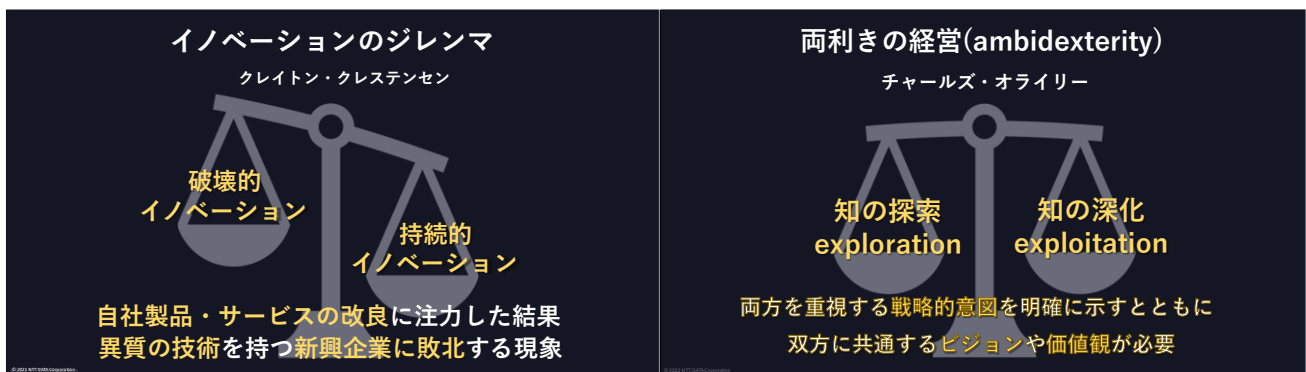 イノベーションのジレンマ
クレイトン・クレステンセン
破壊的
イノベーション
持続的
イノベーション
自社製品・サービスの改良に注力した結果
異質の技術を持つ新興企業に敗北する現象
© 2023 NTT DATA Corporation
両利きの経営(ambidexterity)
チャールズ・オライリー
知の探索
exploration
知の深化
exploitation
両方を重視する戦略的意図を明確に示すとともに
双方に共通するビジョンや価値観が必要